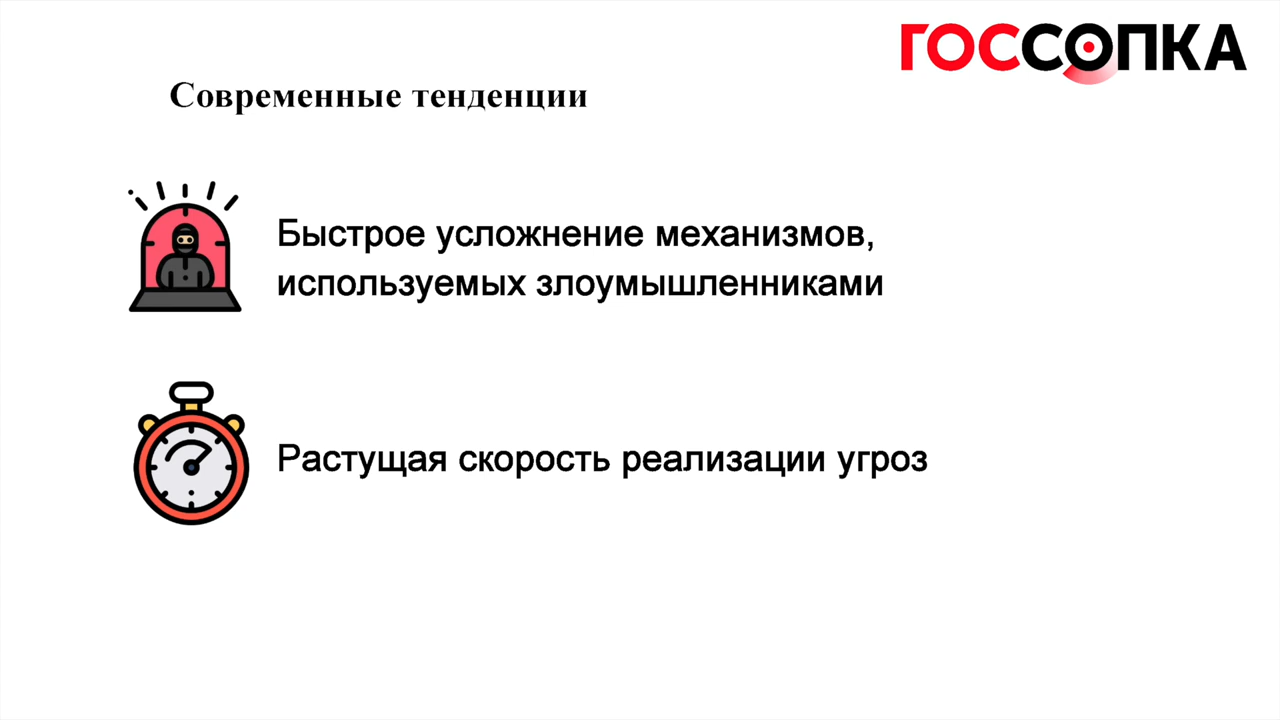 ГОССОПКА
Современные тенденции
Быстрое усложнение механизмов,
используемых злоумышленниками
Растущая скорость реализации угроз